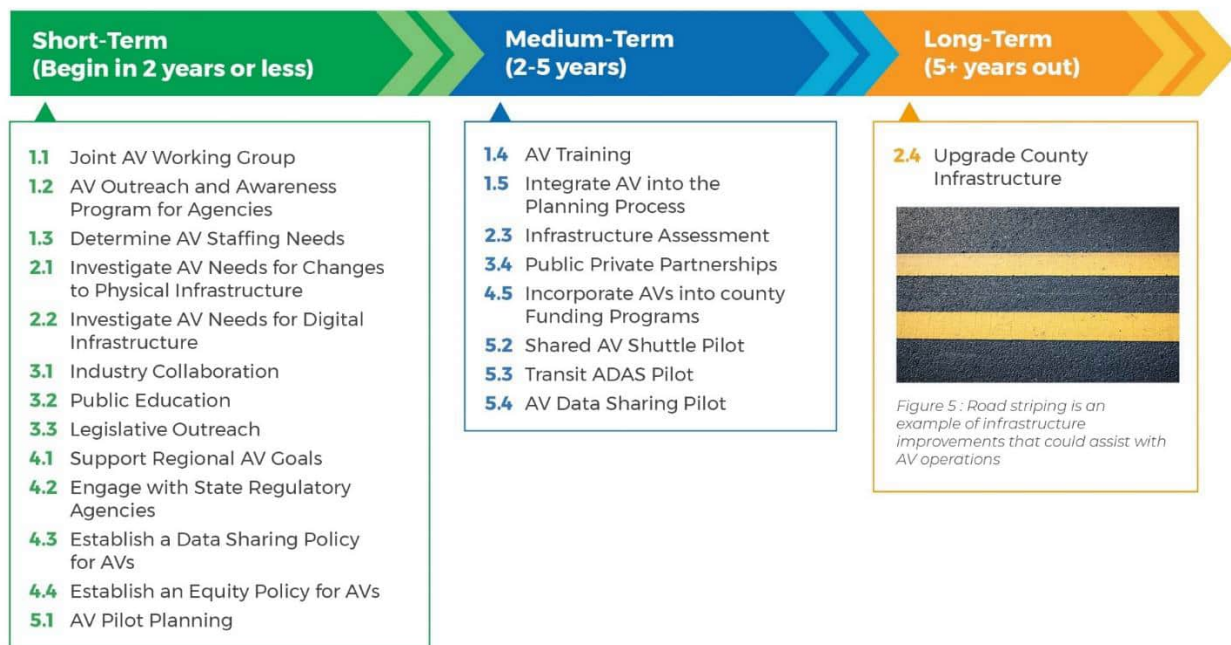 Short-Term
(Begin in 2 years or less)
1.1 Joint AV Working Group
1.2 AV Outreach and Awareness
Program for Agencies
1.3 Determine AV Staffing Needs
2.1 Investigate AV Needs for Changes
to Physical Infrastructure
2.2 Investigate AV Needs for Digital
Infrastructure
3.1 Industry Collaboration
3.2 Public Education
3.3 Legislative Outreach
4.1 Support Regional AV Goals
4.2 Engage with State Regulatory
Agencies
4.3 Establish a Data Sharing Policy
for AVs
4.4 Establish an Equity Policy for AVs
5.1 AV Pilot Planning
Medium-Term
(2-5 years)
1.4 AV Training
1.5 Integrate AV into the
Planning Process
2.3 Infrastructure Assessment
3.4 Public Private Partnerships
4.5 Incorporate AVs into county
Funding Programs
5.2 Shared AV Shuttle Pilot
5.3 Transit ADAS Pilot
5.4 AV Data Sharing Pilot
Long-Term
(5+ years out)
2.4 Upgrade County
Infrastructure
Figure 5 : Road striping is an
example of infrastructure
improvements that could assist with
AV operations